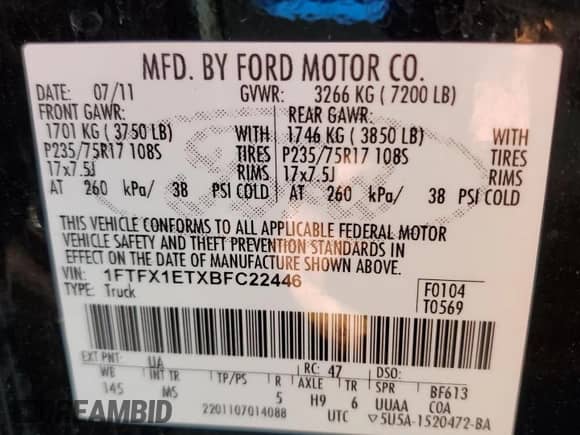 MFD. BY FORD MOTOR CO.
DATE: 07/11 GVWR: 3266 KG ( 7200 LB)
FRONT GAWR: REAR GAWR:
1701 KG ( 3750 LB) WITH 1746 KG ( 3850 LB) WITH
P235/75R17 108S TIRES P235/75R17 108S TIRES
17x7.5J RIMS 17x7.5J RIMS
AT 260 kPa/ 38 PSI COLD AT 260 kPa/ 38 PSI COLD
THIS VEHICLE CONFORMS TO ALL APPLICABLE FEDERAL MOTOR
VEHICLE SAFETY AND THEFT PREVENTION STANDARDS IN
EFFECT ON THE DATE OF MANUFACTURE SHOWN ABOVE.
VIN: 1FTFX1ETXBFC22446 F0104
TYPE: Truck T0569
EXT PNT: UA RC: 47 DSO:
WB INT TR TP/PS R AXLE TR SPR BF613
145 MS 5 H9 6 UUAA COA
2201107014088 UTC ▽5U5A-1520472-BA
DREAMBID